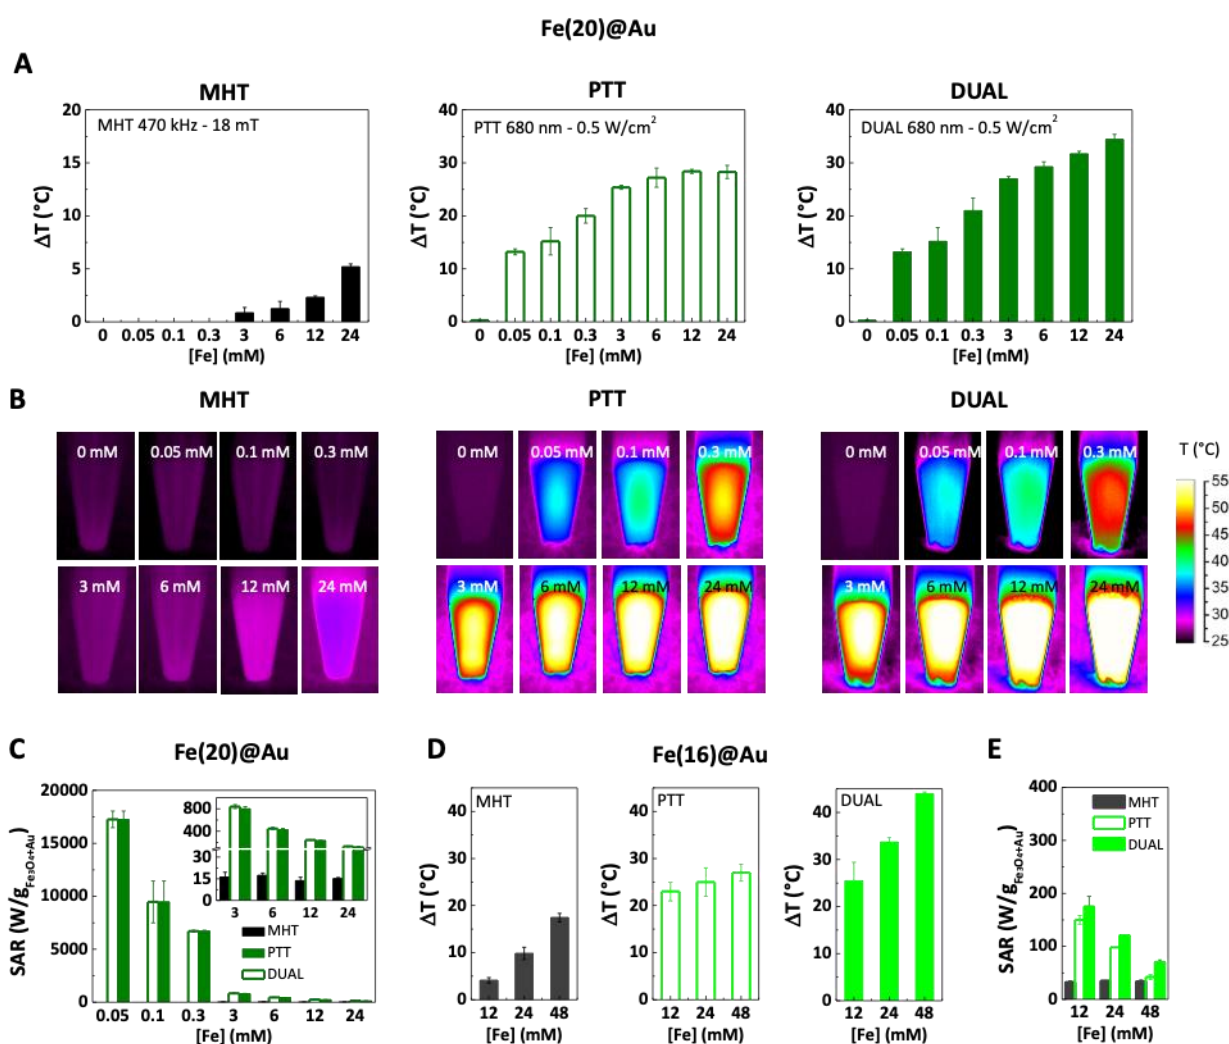 Fe(20)@Au
A
MHT
PTT
DUAL
MHT 470 kHz - 18 mT
PTT 680 nm - 0.5 W/cm²
DUAL 680 nm - 0.5 W/cm²
20
15
10
5
0
ΔT (°C)
0 0.05 0.1 0.3 3 6 12 24
[Fe] (mM)
40
30
20
10
0
ΔT (°C)
0 0.05 0.1 0.3 3 6 12 24
[Fe] (mM)
40
30
20
10
0
ΔT (°C)
0 0.05 0.1 0.3 3 6 12 24
[Fe] (mM)
B
MHT
PTT
DUAL
0 mM 0.05 mM 0.1 mM 0.3 mM
3 mM 6 mM 12 mM 24 mM
0 mM 0.05 mM 0.1 mM 0.3 mM
3 mM 6 mM 12 mM 24 mM
0 mM 0.05 mM 0.1 mM 0.3 mM
3 mM 6 mM 12 mM 24 mM
T (°C)
55
50
45
40
35
30
25
C
Fe(20)@Au
20000
15000
10000
5000
0
SAR (W/gFe₃O₄+Au)
800
400
30
15
0
3 6 12 24
MHT
PTT
DUAL
0.05 0.1 0.3 3 6 12 24
[Fe] (mM)
D
Fe(16)@Au
MHT
40
30
20
10
0
ΔT (°C)
12 24 48
[Fe] (mM)
PTT
40
30
20
10
0
ΔT (°C)
12 24 48
[Fe] (mM)
DUAL
40
30
20
10
0
ΔT (°C)
12 24 48
[Fe] (mM)
E
400
300
200
100
0
SAR (W/gFe₃O₄+Au)
MHT
PTT
DUAL
12 24 48
[Fe] (mM)